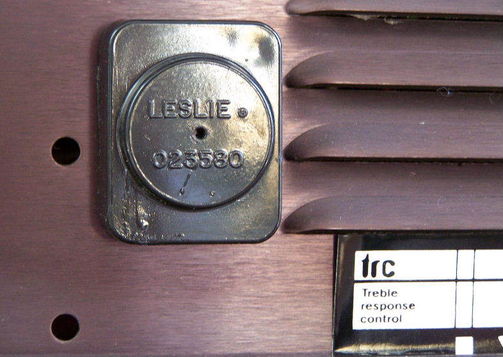 LESLIE ®
023580
trc
Treble
response
control